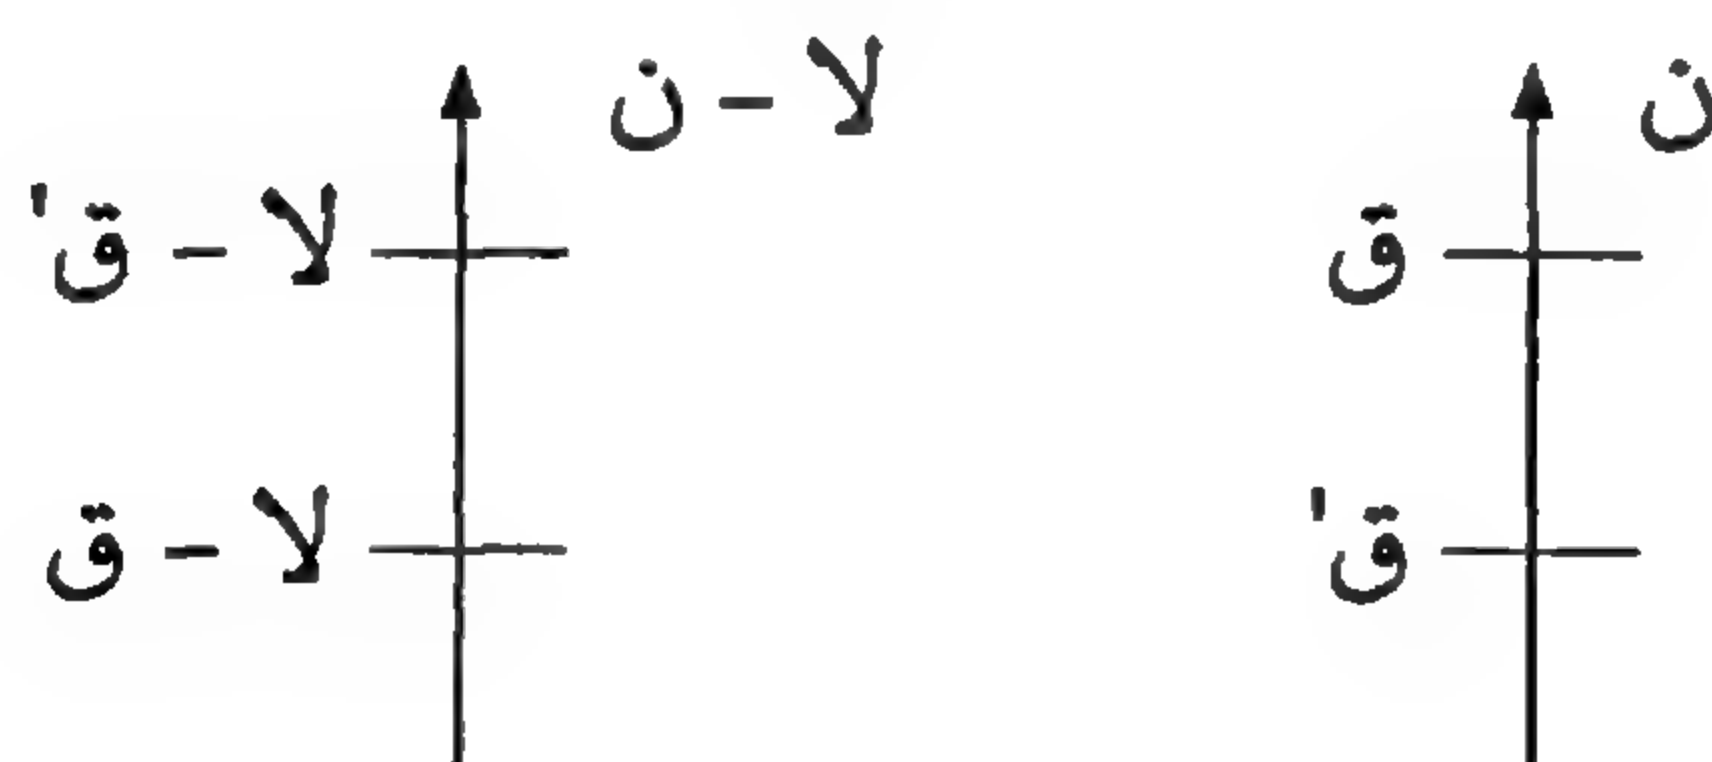 ن
لا – ن
ق
لا – ق'
ق'
لا – ق